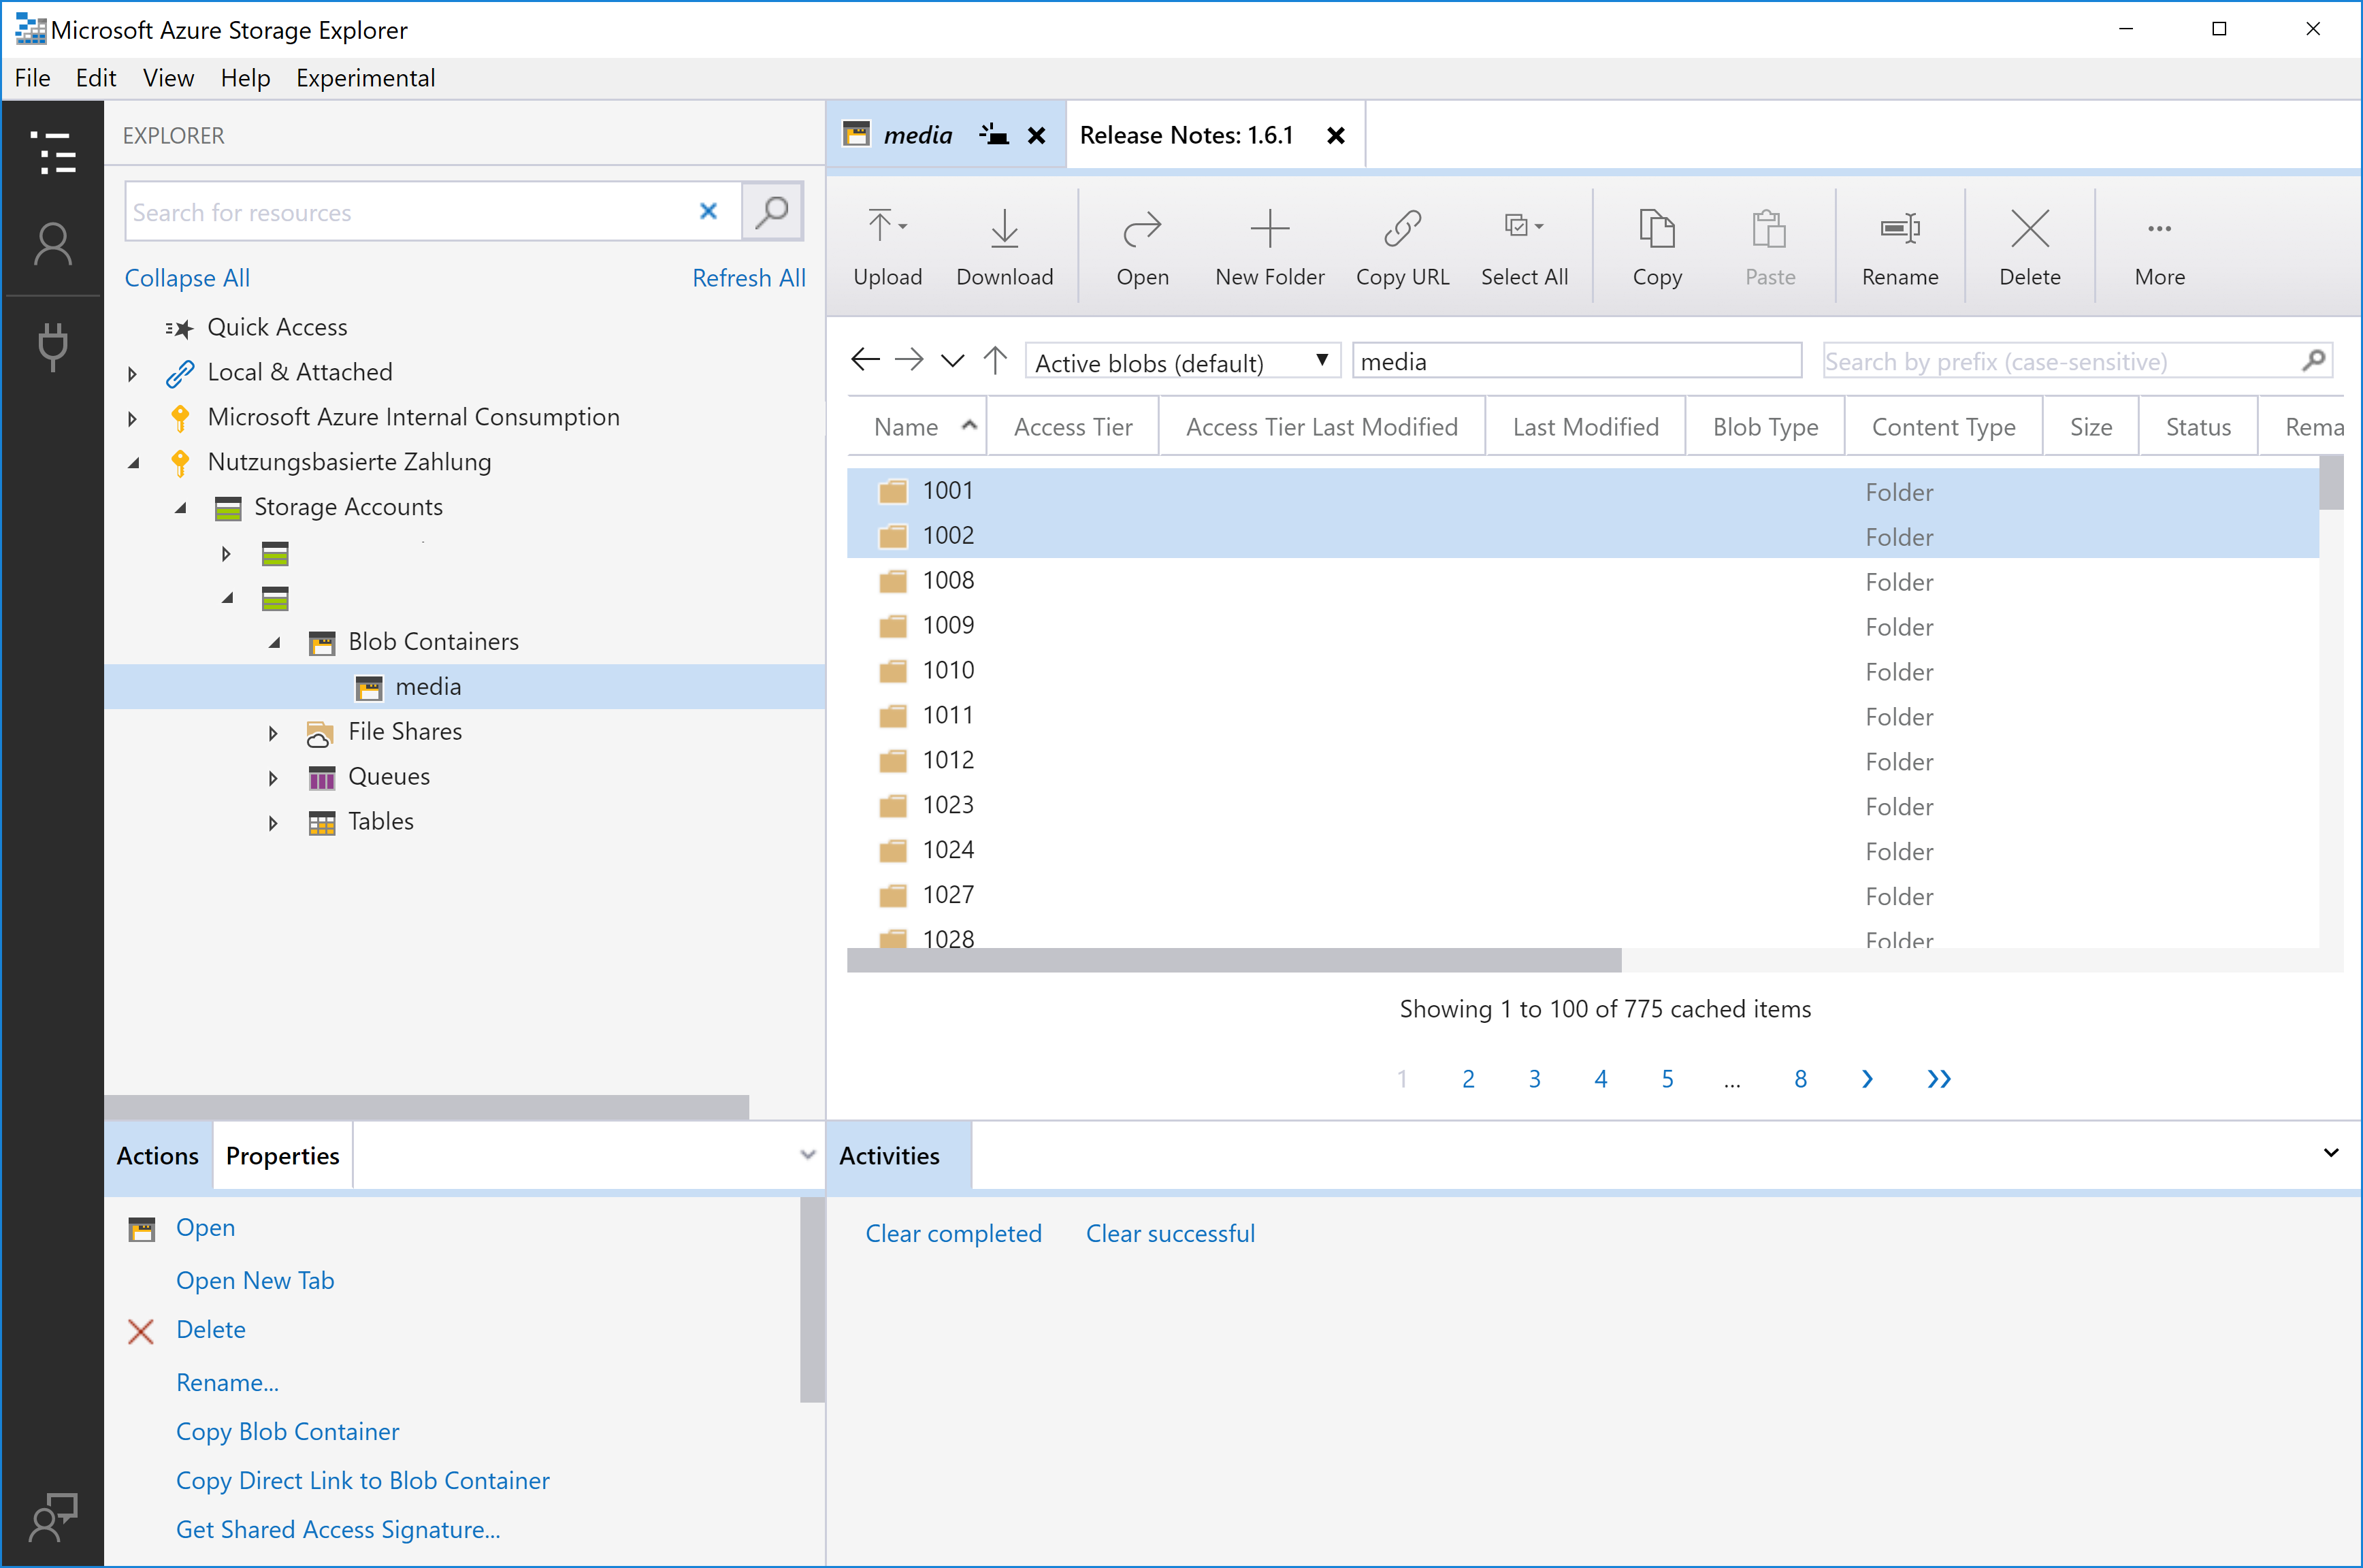 Microsoft Azure Storage Explorer
File Edit View Help Experimental
EXPLORER
Search for resources
Collapse All Refresh All
Quick Access
Local & Attached
Microsoft Azure Internal Consumption
Nutzungsbasierte Zahlung
Storage Accounts
Blob Containers
media
File Shares
Queues
Tables
Actions Properties
Open
Open New Tab
Delete
Rename...
Copy Blob Container
Copy Direct Link to Blob Container
Get Shared Access Signature...
media Release Notes: 1.6.1
Upload Download Open New Folder Copy URL Select All Copy Paste Rename Delete More
Active blobs (default) media Search by prefix (case-sensitive)
Name Access Tier Access Tier Last Modified Last Modified Blob Type Content Type Size Status Rema
1001 Folder
1002 Folder
1008 Folder
1009 Folder
1010 Folder
1011 Folder
1012 Folder
1023 Folder
1024 Folder
1027 Folder
1028 Folder
Showing 1 to 100 of 775 cached items
1 2 3 4 5 ... 8 › »
Activities
Clear completed Clear successful